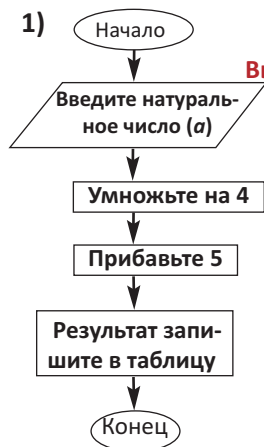 1)
Начало
Вв
Введите натураль-
ное число (a)
Умножьте на 4
Прибавьте 5
Результат запи-
шите в таблицу
Конец